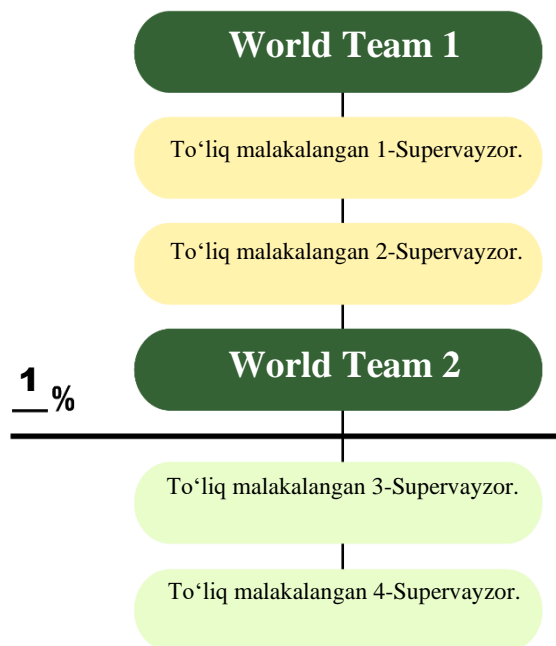 World Team 1
To‘liq malakalangan 1-Supervayzor.
To‘liq malakalangan 2-Supervayzor.
World Team 2
1 %
To‘liq malakalangan 3-Supervayzor.
To‘liq malakalangan 4-Supervayzor.